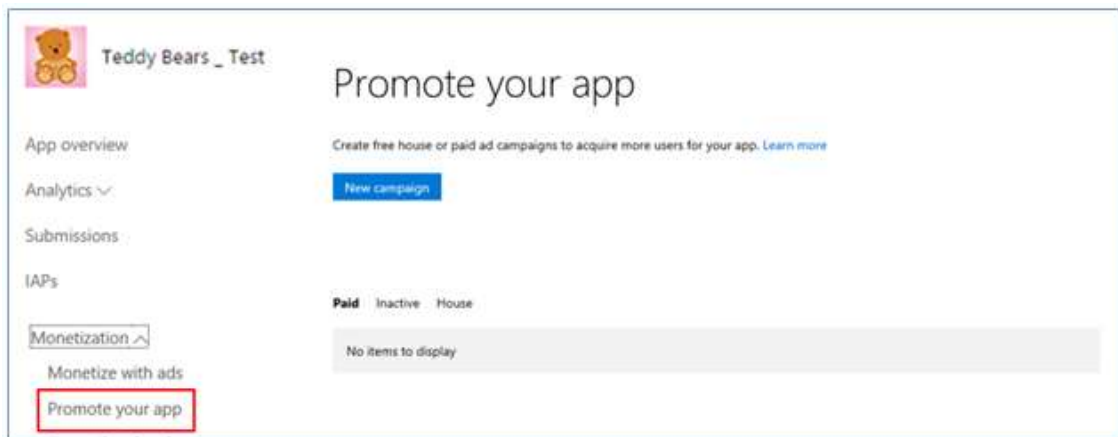 Teddy Bears _ Test
App overview
Analytics
Submissions
IAPs
Monetization
Monetize with ads
Promote your app
Promote your app
Create free house or paid ad campaigns to acquire more users for your app. Learn more
New campaign
Paid Inactive House
No items to display